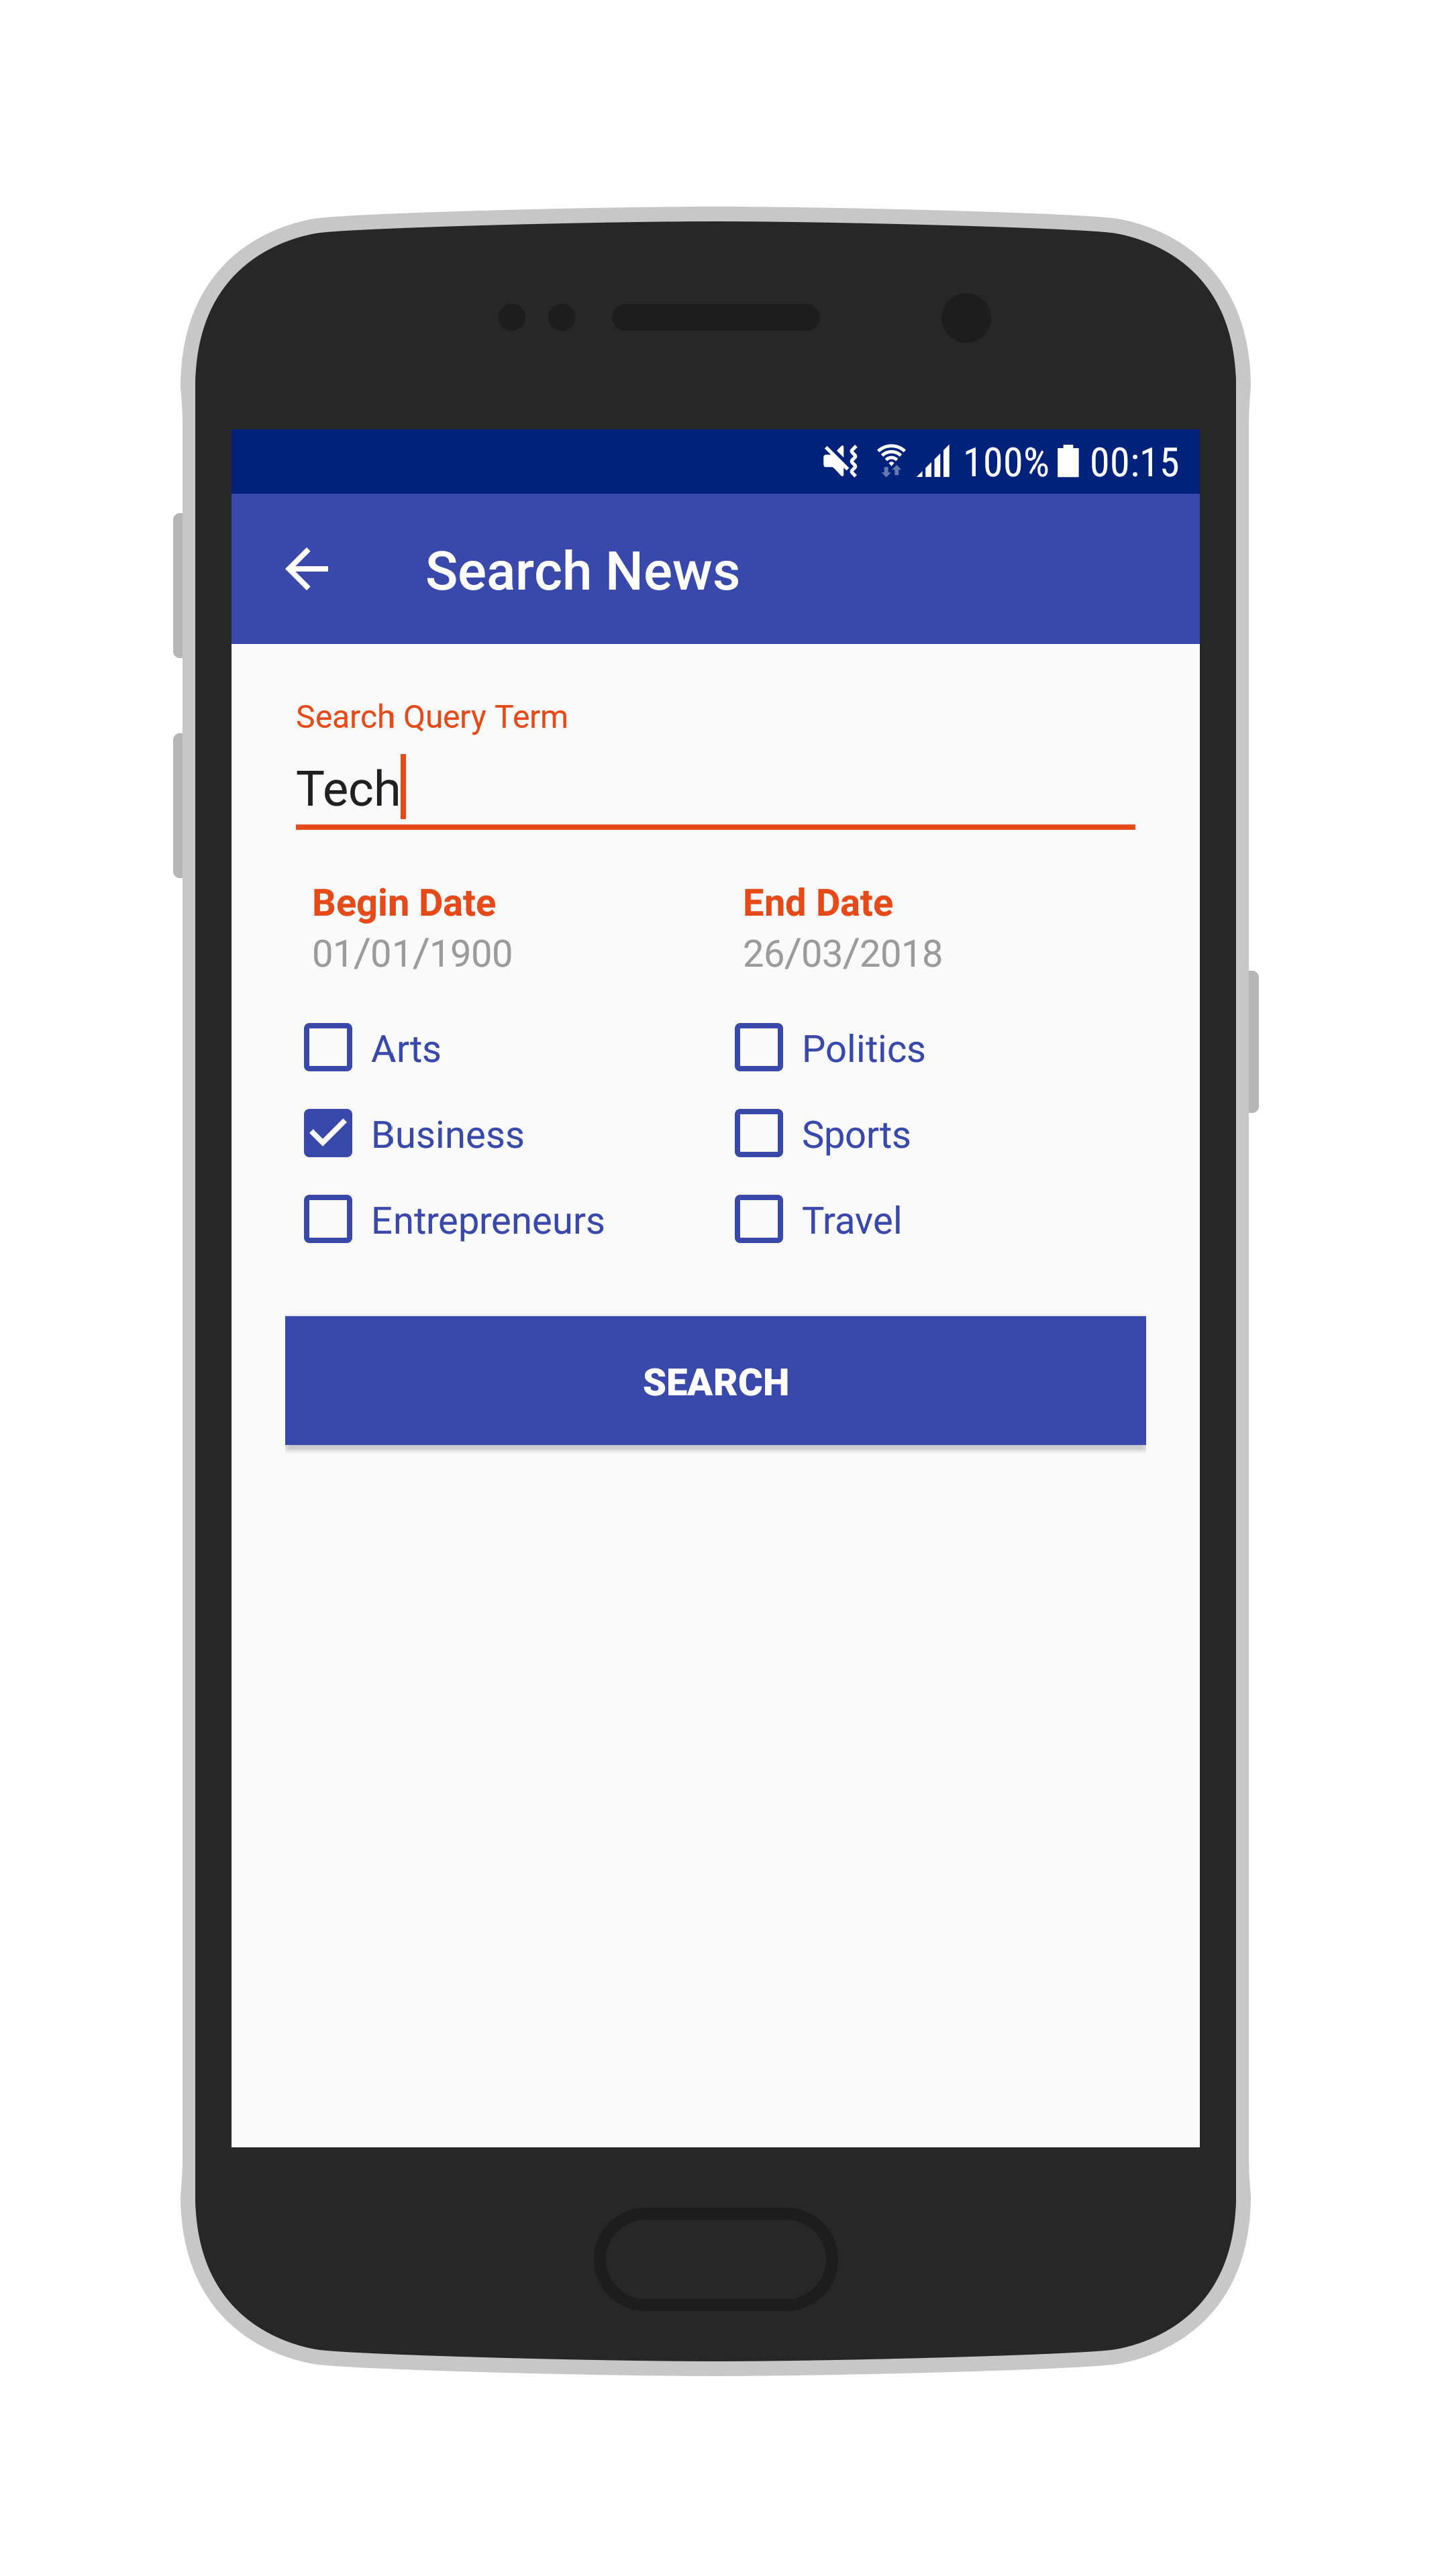 100% 00:15
Search News
Search Query Term
Tech
Begin Date End Date
01/01/1900 26/03/2018
Arts Politics
Business Sports
Entrepreneurs Travel
SEARCH